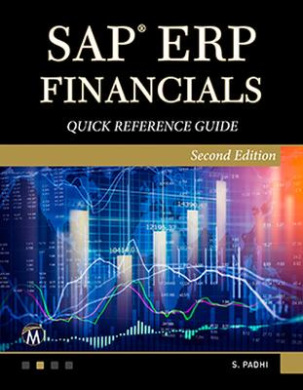 SAP® ERP
FINANCIALS
QUICK REFERENCE GUIDE
Second Edition
M
S. PADHI